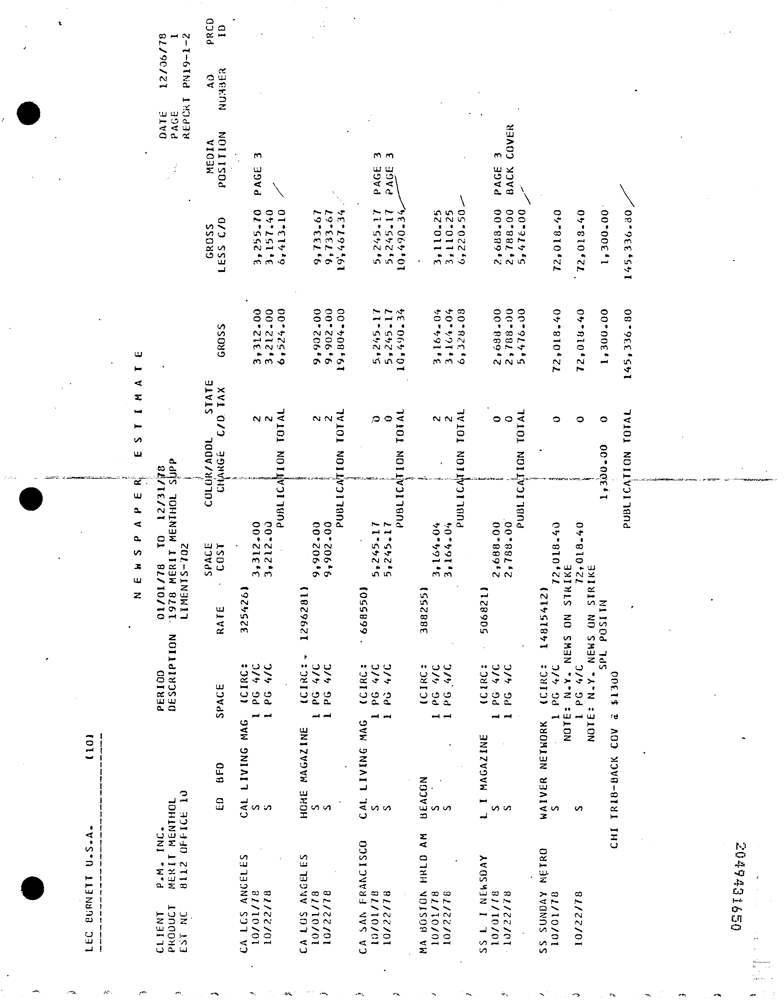 LEO BURNETT U.S.A. (10)
N E W S P A P E R E S T I M A T E
CLIENT P.M. INC. PERIOD 01/01/78 TO 12/31/78 DATE 12/06/78
PRODUCT MERIT MENTHOL DESCRIPTION 1978 MERIT MENTHOL SUPP PAGE 1
EST NC 8112 OFFICE 10 LIMENTS-702 REPORT PN19-1-2
SPACE COLOR/ADDL STATE GROSS MEDIA AD PRCD
ED BFD SPACE RATE COST CHARGE C/D TAX GROSS LESS C/D POSITION NUMBER ID
CA LOS ANGELES CAL LIVING MAG (CIRC: 325426)
10/01/78 S 1 PG 4/C 3,312.00 2 3,312.00 3,255.70 PAGE 3
10/22/78 S 1 PG 4/C 3,212.00 2 3,212.00 3,157.40
PUBLICATION TOTAL 6,524.00 6,413.10
CA LOS ANGELES HOME MAGAZINE (CIRC: 1296281)
10/01/78 S 1 PG 4/C 9,902.00 2 9,902.00 9,733.67
10/22/78 S 1 PG 4/C 9,902.00 2 9,902.00 9,733.67
PUBLICATION TOTAL 19,804.00 19,467.34
CA SAN FRANCISCO CAL LIVING MAG (CIRC: 668550)
10/01/78 S 1 PG 4/C 5,245.17 0 5,245.17 5,245.17 PAGE 3
10/22/78 S 1 PG 4/C 5,245.17 0 5,245.17 5,245.17 PAGE 3
PUBLICATION TOTAL 10,490.34 10,490.34
MA BOSTON HRLD AM BEACON (CIRC: 388255)
10/01/78 S 1 PG 4/C 3,164.04 2 3,164.04 3,110.25
10/22/78 S 1 PG 4/C 3,164.04 2 3,164.04 3,110.25
PUBLICATION TOTAL 6,328.08 6,220.50
SS L I NEWSDAY L I MAGAZINE (CIRC: 506821)
10/01/78 S 1 PG 4/C 2,688.00 0 2,688.00 2,688.00 PAGE 3
10/22/78 S 1 PG 4/C 2,788.00 0 2,788.00 2,788.00 BACK COVER
PUBLICATION TOTAL 5,476.00 5,476.00
SS SUNDAY METRO WAIVER NETWORK (CIRC: 14815412)
10/01/78 S 1 PG 4/C 72,018.40 0 72,018.40 72,018.40
NOTE: N.Y. NEWS ON STRIKE
10/22/78 S 1 PG 4/C 72,018.40 0 72,018.40 72,018.40
NOTE: N.Y. NEWS ON STRIKE
SPL POSITN 1,300.00 0 1,300.00 1,300.00
CHI TRIB-BACK COV @ $1300
PUBLICATION TOTAL 145,336.80 145,336.80
2049431650